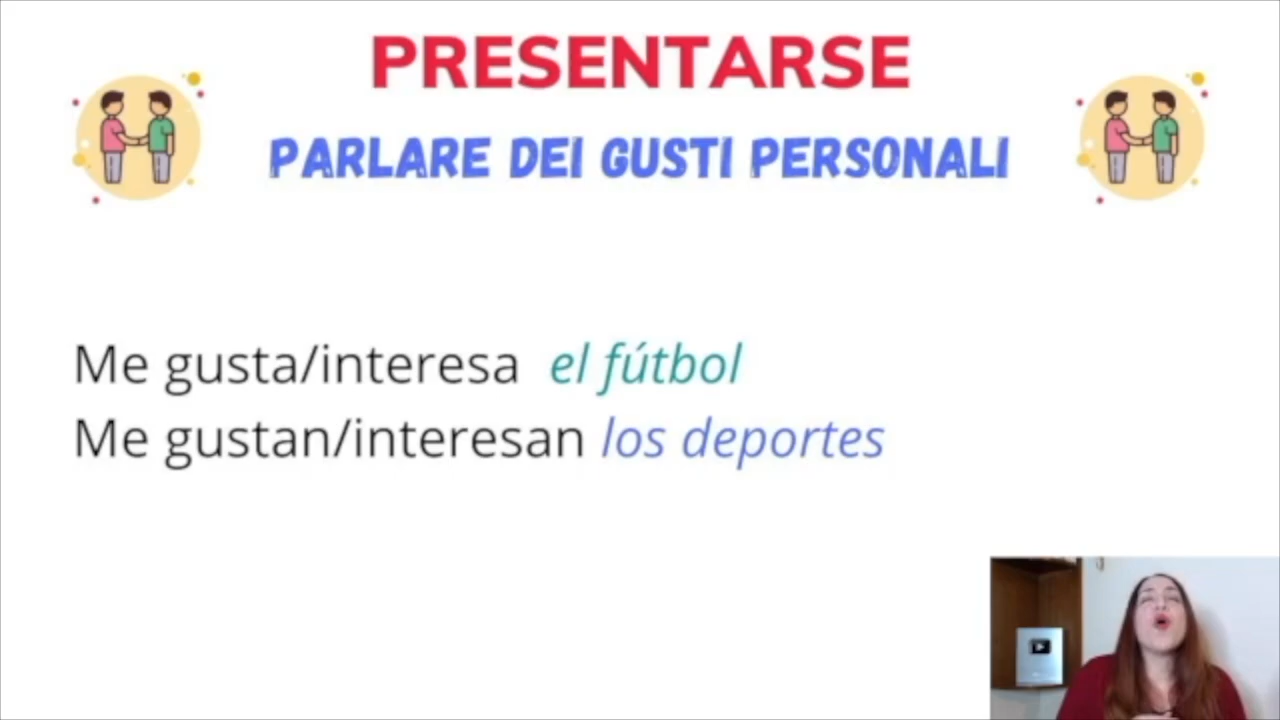 PRESENTARSE
PARLARE DEI GUSTI PERSONALI
Me gusta/interesa el fútbol
Me gustan/interesan los deportes